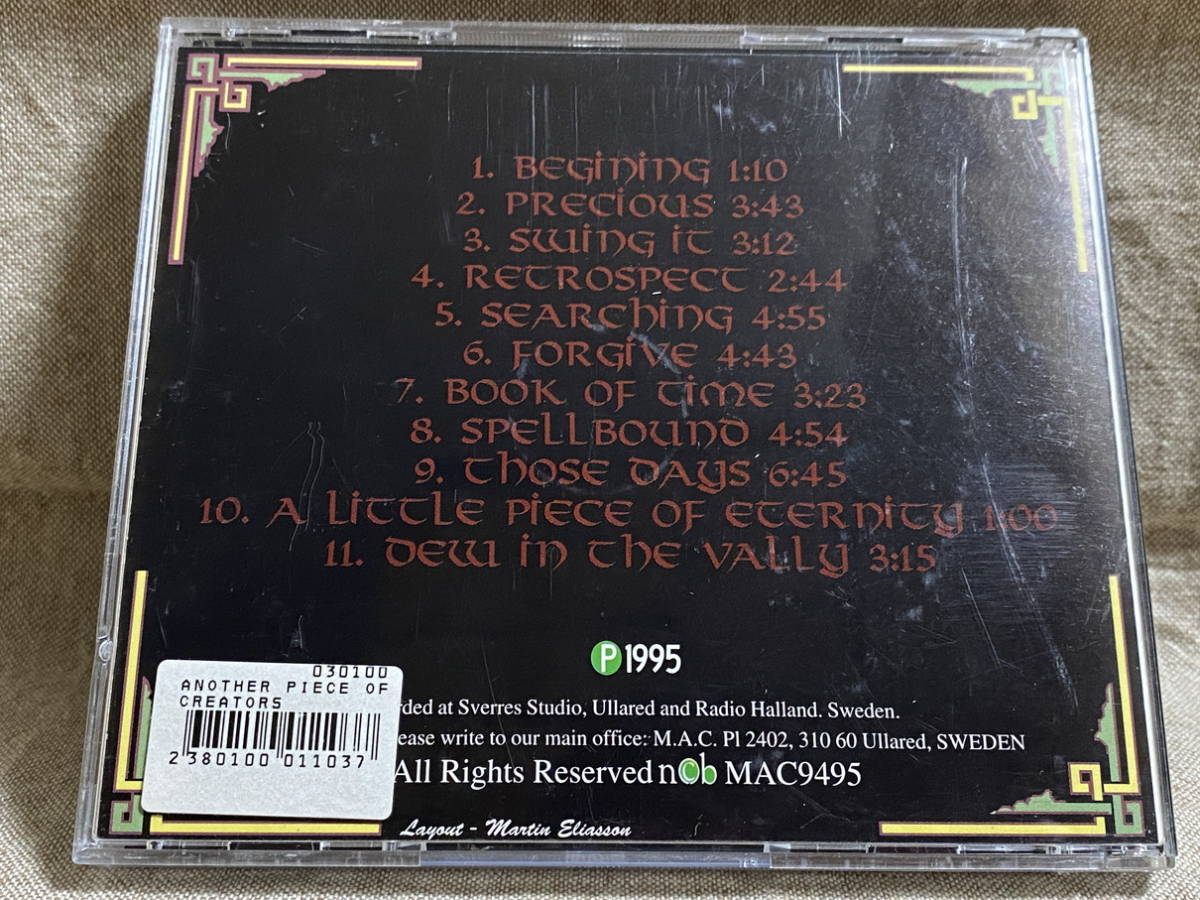 1. BEGINING 1:10
2. PRECIOUS 3:43
3. SWING IT 3:12
4. RETROSPECT 2:44
5. SEARCHING 4:55
6. FORGIVE 4:43
7. BOOK OF TIME 3:23
8. SPELLBOUND 4:54
9. THOSE DAYS 6:45
10. A LITTLE PIECE OF ETERNITY 1:00
11. DEW IN THE VALLY 3:15
P 1995
030100
ANOTHER PIECE OF
CREATORS
2380100 011037
at Sverres Studio, Ullared and Radio Halland. Sweden.
write to our main office: M.A.C. Pl 2402, 310 60 Ullared, SWEDEN
All Rights Reserved n©b MAC9495
Layout - Martin Eliasson